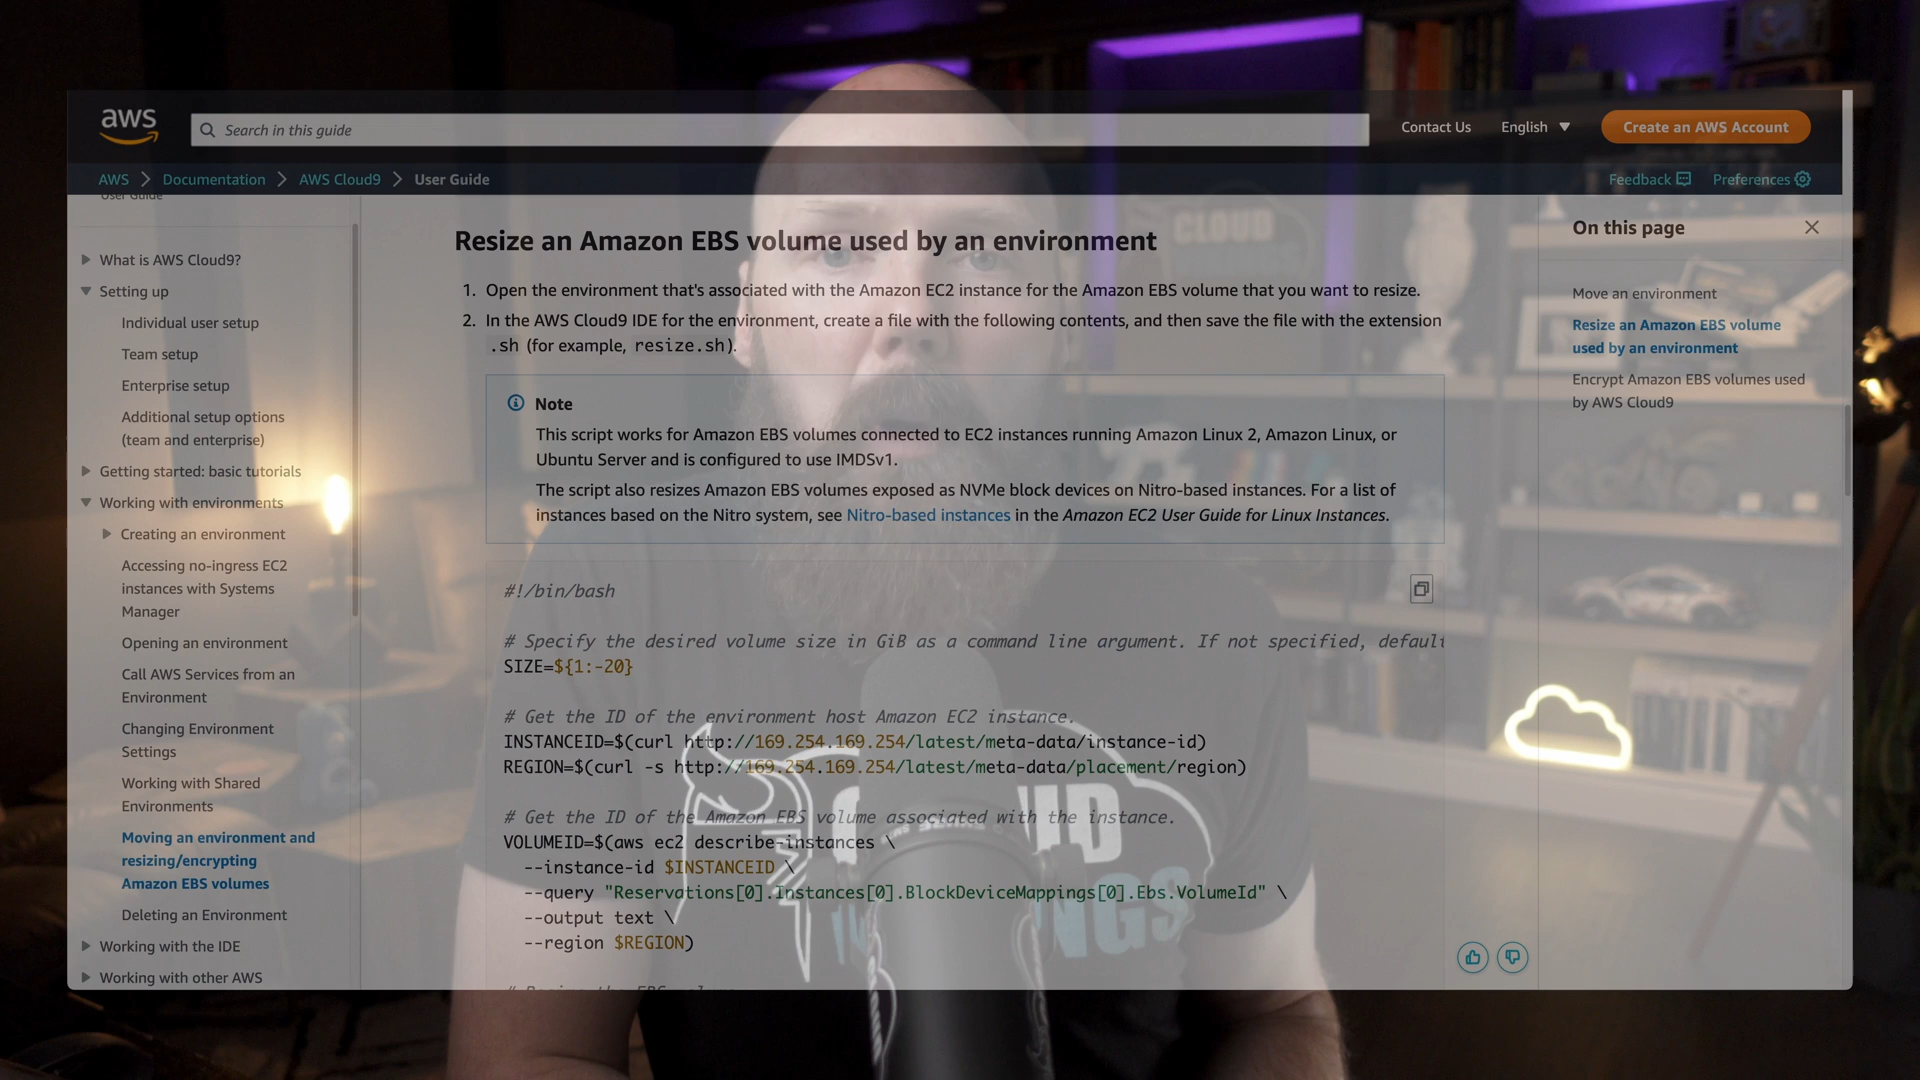 aws
Search in this guide
Contact Us
English
Create an AWS Account
AWS
Documentation
AWS Cloud9
User Guide
Feedback
Preferences
User Guide
What is AWS Cloud9?
Setting up
Individual user setup
Team setup
Enterprise setup
Additional setup options
(team and enterprise)
Getting started: basic tutorials
Working with environments
Creating an environment
Accessing no-ingress EC2
instances with Systems
Manager
Opening an environment
Call AWS Services from an
Environment
Changing Environment
Settings
Working with Shared
Environments
Moving an environment and
resizing/encrypting
Amazon EBS volumes
Deleting an Environment
Working with the IDE
Working with other AWS
Resize an Amazon EBS volume used by an environment
1. Open the environment that's associated with the Amazon EC2 instance for the Amazon EBS volume that you want to resize.
2. In the AWS Cloud9 IDE for the environment, create a file with the following contents, and then save the file with the extension
.sh (for example, resize.sh).
Note
This script works for Amazon EBS volumes connected to EC2 instances running Amazon Linux 2, Amazon Linux, or
Ubuntu Server and is configured to use IMDSv1.
The script also resizes Amazon EBS volumes exposed as NVMe block devices on Nitro-based instances. For a list of
instances based on the Nitro system, see Nitro-based instances in the Amazon EC2 User Guide for Linux Instances.
#!/bin/bash
# Specify the desired volume size in GiB as a command line argument. If not specified, default
SIZE=${1:-20}
# Get the ID of the environment host Amazon EC2 instance.
INSTANCEID=$(curl http://169.254.169.254/latest/meta-data/instance-id)
REGION=$(curl -s http://169.254.169.254/latest/meta-data/placement/region)
# Get the ID of the Amazon EBS volume associated with the instance.
VOLUMEID=$(aws ec2 describe-instances \
--instance-id $INSTANCEID \
--query "Reservations[0].Instances[0].BlockDeviceMappings[0].Ebs.VolumeId" \
--output text \
--region $REGION)
On this page
Move an environment
Resize an Amazon EBS volume
used by an environment
Encrypt Amazon EBS volumes used
by AWS Cloud9
CLOUD